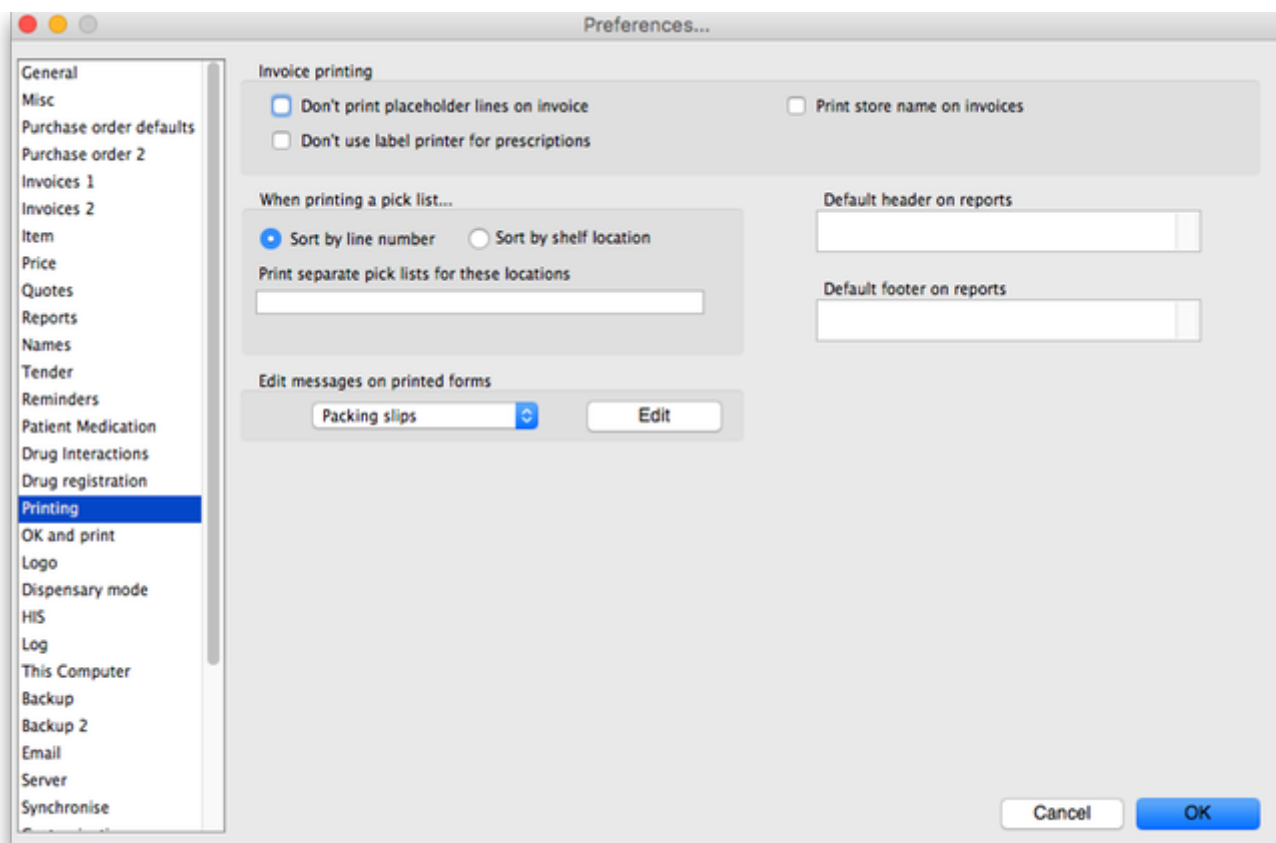 Preferences...
General
Misc
Purchase order defaults
Purchase order 2
Invoices 1
Invoices 2
Item
Price
Quotes
Reports
Names
Tender
Reminders
Patient Medication
Drug Interactions
Drug registration
Printing
OK and print
Logo
Dispensary mode
HIS
Log
This Computer
Backup
Backup 2
Email
Server
Synchronise
Invoice printing
Don't print placeholder lines on invoice
Print store name on invoices
Don't use label printer for prescriptions
When printing a pick list...
Sort by line number
Sort by shelf location
Print separate pick lists for these locations
Default header on reports
Default footer on reports
Edit messages on printed forms
Packing slips
Edit
Cancel
OK